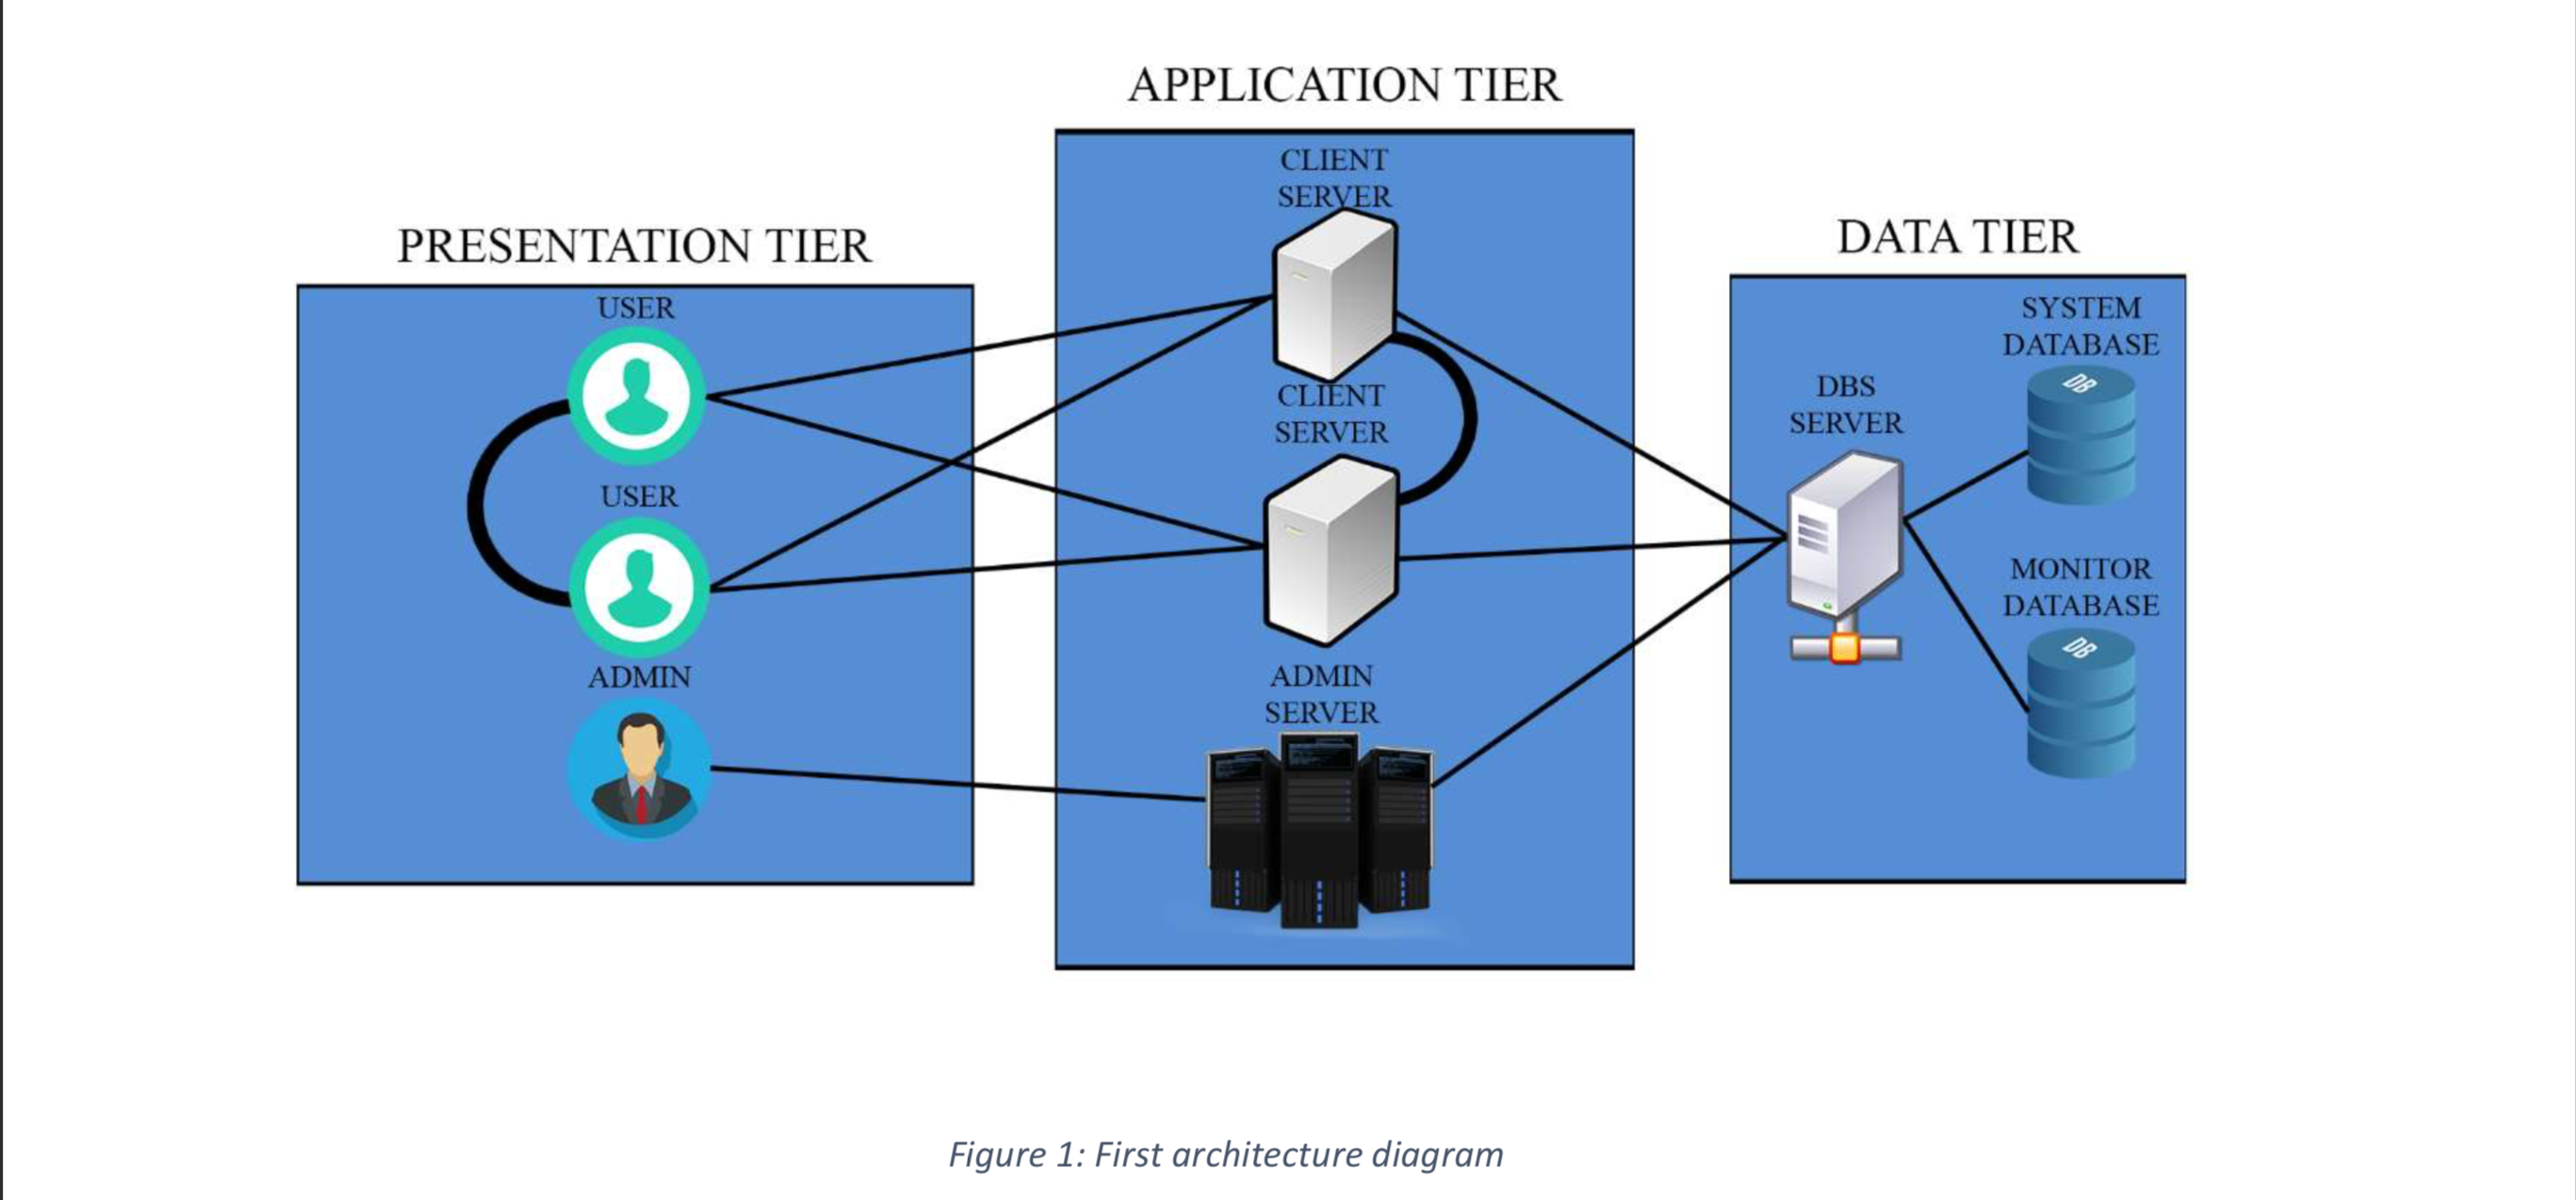 APPLICATION TIER
CLIENT
SERVER
CLIENT
SERVER
ADMIN
SERVER
PRESENTATION TIER
USER
USER
ADMIN
DATA TIER
SYSTEM
DATABASE
DB
DBS
SERVER
MONITOR
DATABASE
DB
Figure 1: First architecture diagram